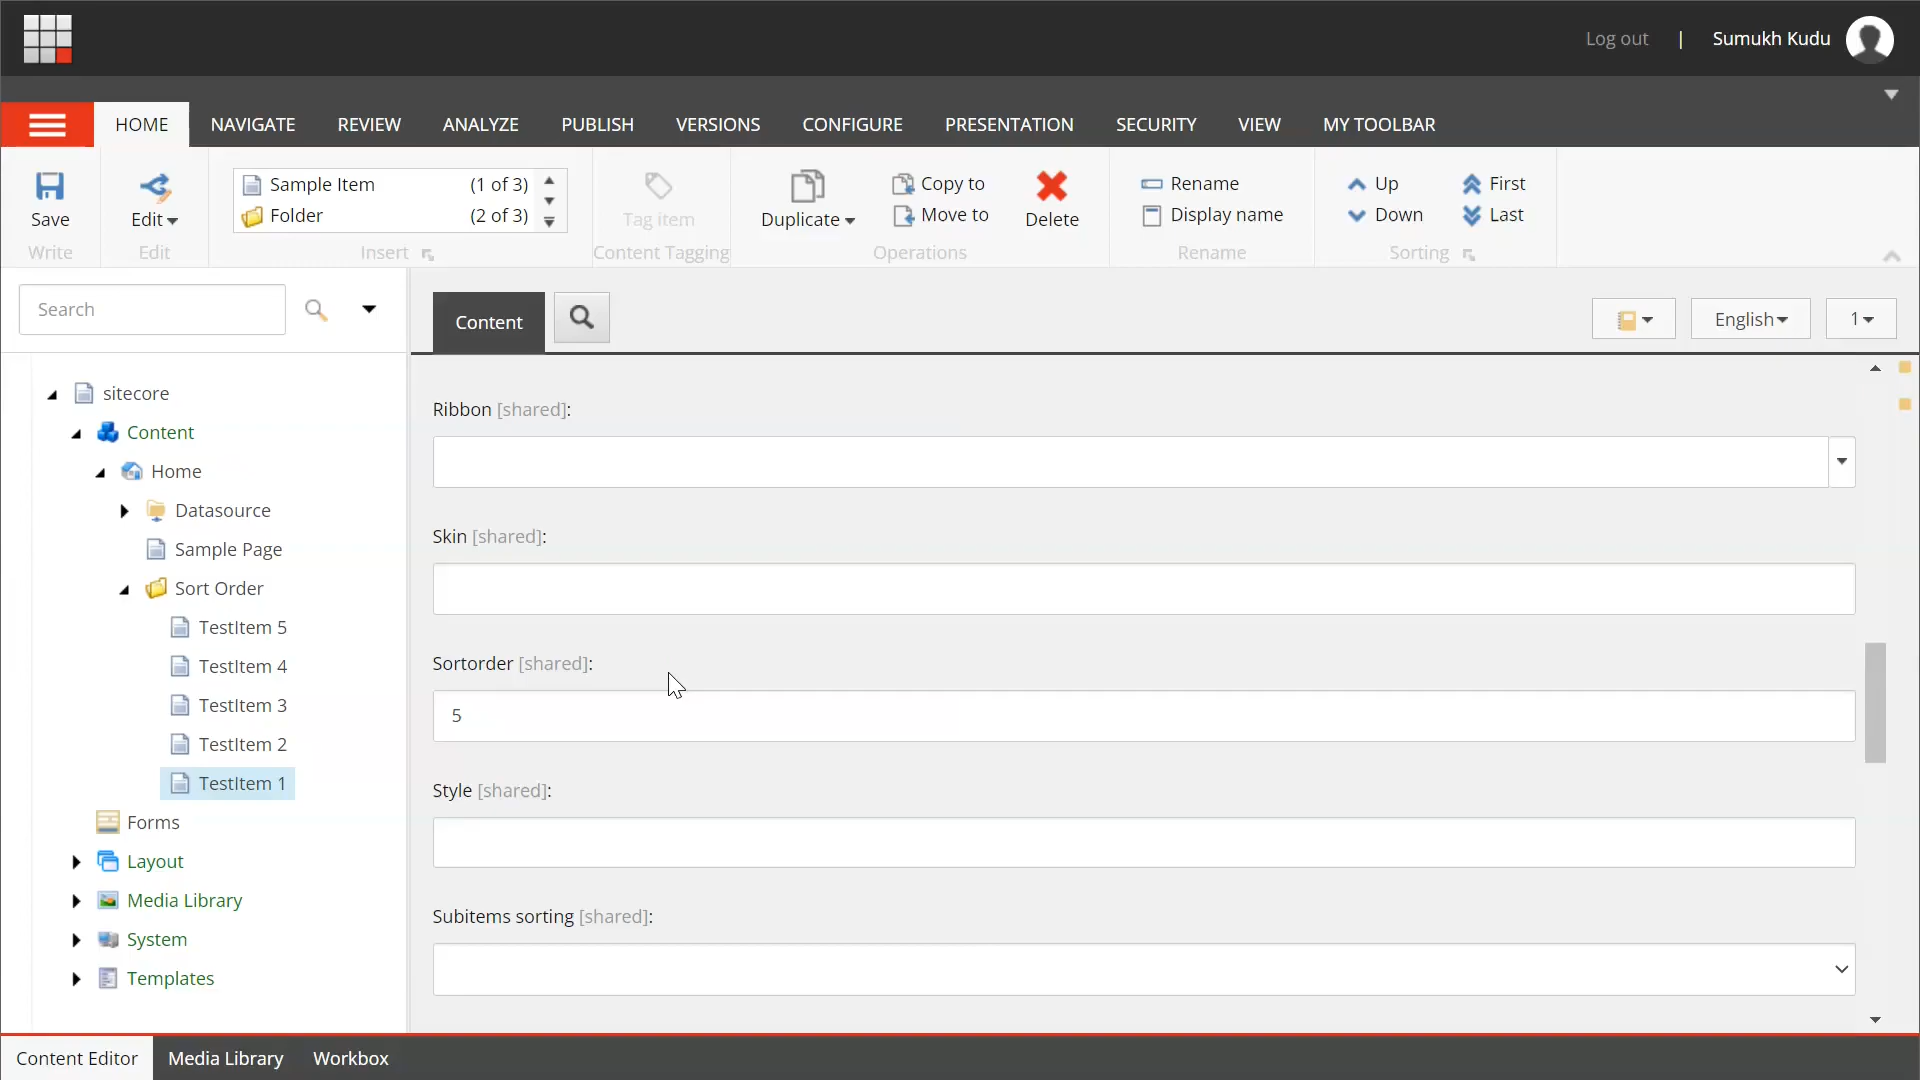 Log out | Sumukh Kudu
HOME NAVIGATE REVIEW ANALYZE PUBLISH VERSIONS CONFIGURE PRESENTATION SECURITY VIEW MY TOOLBAR
Save
Write
Edit
Edit
Sample Item (1 of 3)
Folder (2 of 3)
Insert
Tag item
Content Tagging
Duplicate
Copy to
Move to
Delete
Operations
Rename
Display name
Rename
Up
Down
First
Last
Sorting
Search
Content
English
1
sitecore
Content
Home
Datasource
Sample Page
Sort Order
TestItem 5
TestItem 4
TestItem 3
TestItem 2
TestItem 1
Forms
Layout
Media Library
System
Templates
Ribbon [shared]:
Skin [shared]:
Sortorder [shared]:
5
Style [shared]:
Subitems sorting [shared]:
Content Editor Media Library Workbox